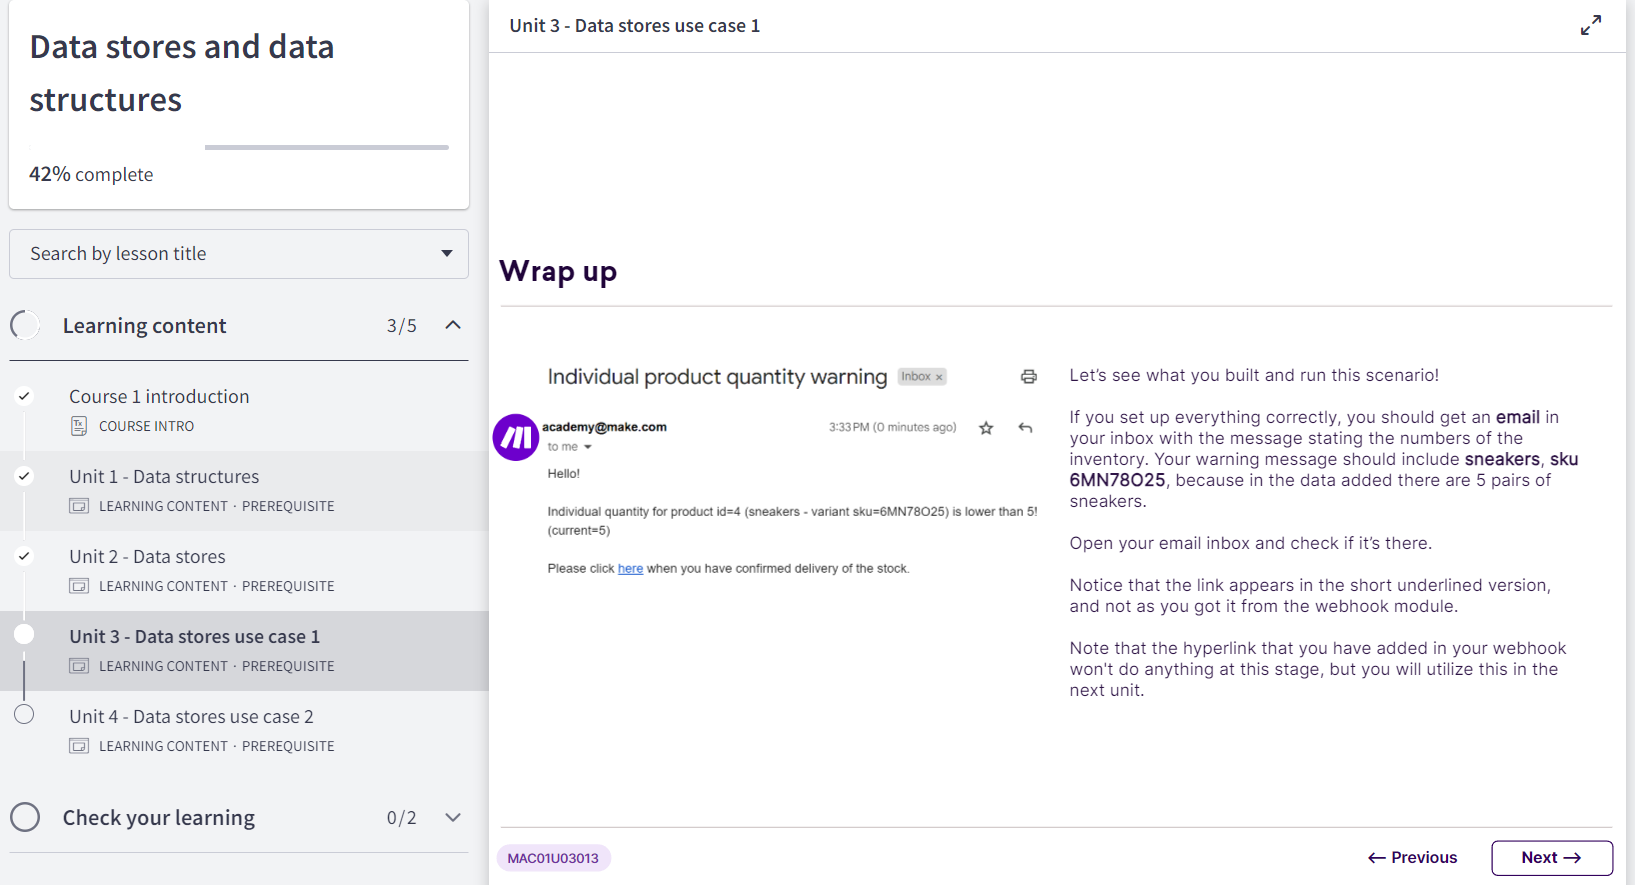 Data stores and data
structures
42% complete
Search by lesson title
Learning content 3/5
Course 1 introduction
COURSE INTRO
Unit 1 - Data structures
LEARNING CONTENT · PREREQUISITE
Unit 2 - Data stores
LEARNING CONTENT · PREREQUISITE
Unit 3 - Data stores use case 1
LEARNING CONTENT · PREREQUISITE
Unit 4 - Data stores use case 2
LEARNING CONTENT · PREREQUISITE
Check your learning 0/2
Unit 3 - Data stores use case 1
Wrap up
Individual product quantity warning Inbox ×
academy@make.com 3:33 PM (0 minutes ago)
to me
Hello!
Individual quantity for product id=4 (sneakers - variant sku=6MN78O25) is lower than 5!
(current=5)
Please click here when you have confirmed delivery of the stock.
Let's see what you built and run this scenario!
If you set up everything correctly, you should get an email in
your inbox with the message stating the numbers of the
inventory. Your warning message should include sneakers, sku
6MN78O25, because in the data added there are 5 pairs of
sneakers.
Open your email inbox and check if it's there.
Notice that the link appears in the short underlined version,
and not as you got it from the webhook module.
Note that the hyperlink that you have added in your webhook
won't do anything at this stage, but you will utilize this in the
next unit.
MAC01U03013
← Previous
Next →